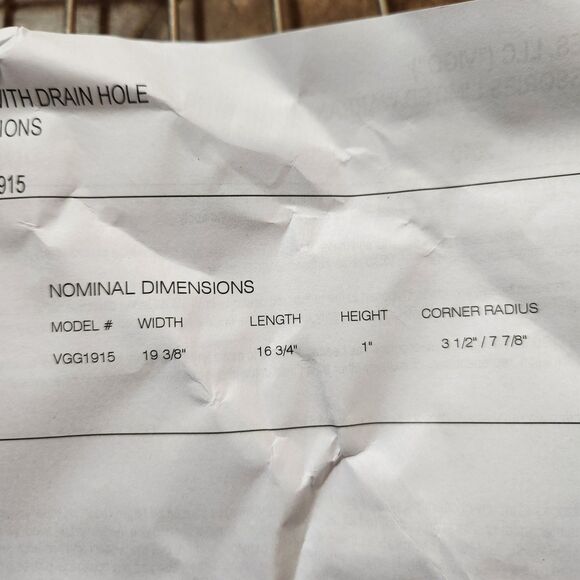 WITH DRAIN HOLE
IONS
915
NOMINAL DIMENSIONS
MODEL # WIDTH LENGTH HEIGHT CORNER RADIUS
VGG1915 19 3/8" 16 3/4" 1" 3 1/2" / 7 7/8"